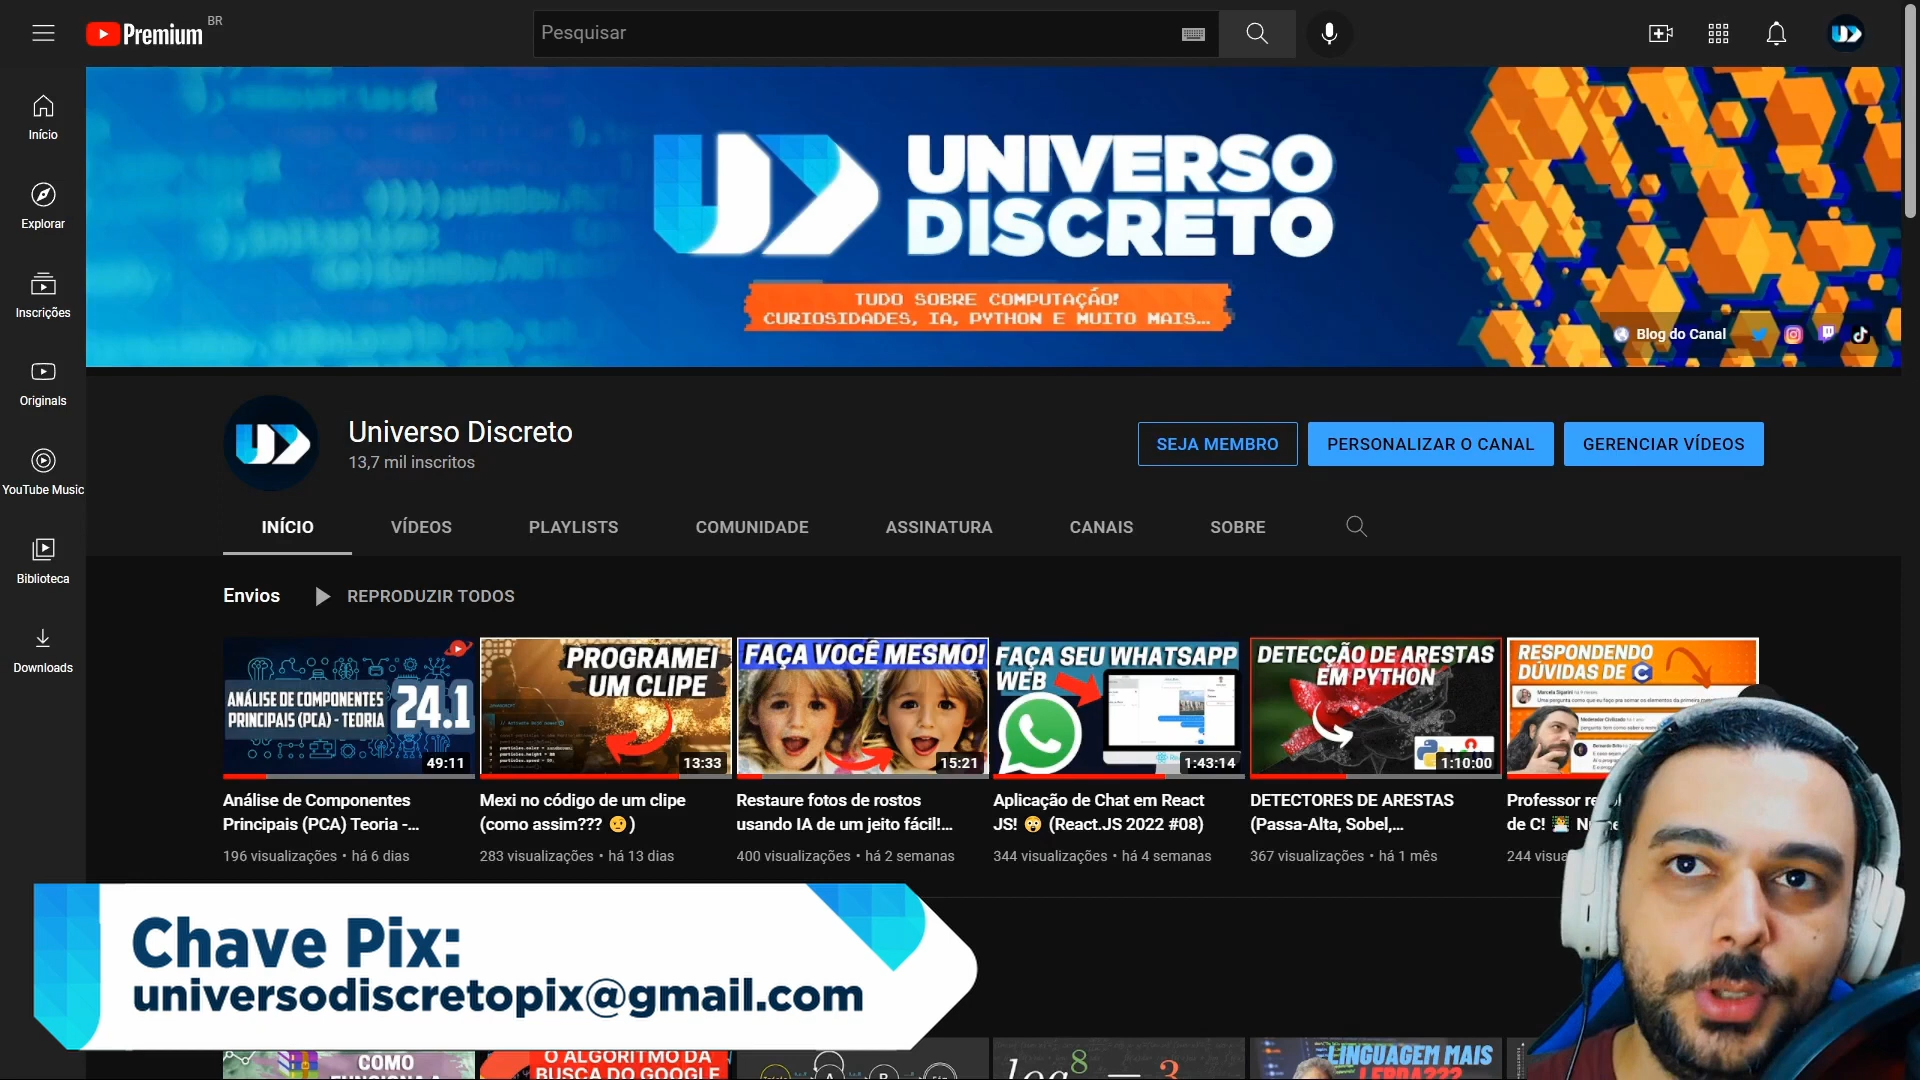 Premium BR
Pesquisar
Início
Explorar
Inscrições
Originals
YouTube Music
Biblioteca
Downloads
UNIVERSO
DISCRETO
TUDO SOBRE COMPUTAÇÃO!
CURIOSIDADES, IA, PYTHON E MUITO MAIS...
Blog do Canal
Universo Discreto
13,7 mil inscritos
SEJA MEMBRO
PERSONALIZAR O CANAL
GERENCIAR VÍDEOS
INÍCIO
VÍDEOS
PLAYLISTS
COMUNIDADE
ASSINATURA
CANAIS
SOBRE
Envios
REPRODUZIR TODOS
ANÁLISE DE COMPONENTES
PRINCIPAIS (PCA) - TEORIA
24.1
49:11
Análise de Componentes
Principais (PCA) Teoria -...
196 visualizações • há 6 dias
PROGRAMEI
UM CLIPE
13:33
Mexi no código de um clipe
(como assim??? 🤨)
283 visualizações • há 13 dias
FAÇA VOCÊ MESMO!
15:21
Restaure fotos de rostos
usando IA de um jeito fácil!...
400 visualizações • há 2 semanas
FAÇA SEU WHATSAPP
WEB
1:43:14
Aplicação de Chat em React
JS! 😲 (React.JS 2022 #08)
344 visualizações • há 4 semanas
DETECÇÃO DE ARESTAS
EM PYTHON
1:10:00
DETECTORES DE ARESTAS
(Passa-Alta, Sobel,...
367 visualizações • há 1 mês
RESPONDENDO
DÚVIDAS DE C
Professor
de C!
244
Chave Pix:
universodiscretopix@gmail.com
COMO
O ALGORITMO DA
BUSCA DO GOOGLE
A
B
log 8 = 3
LINGUAGEM MAIS
LERDA???